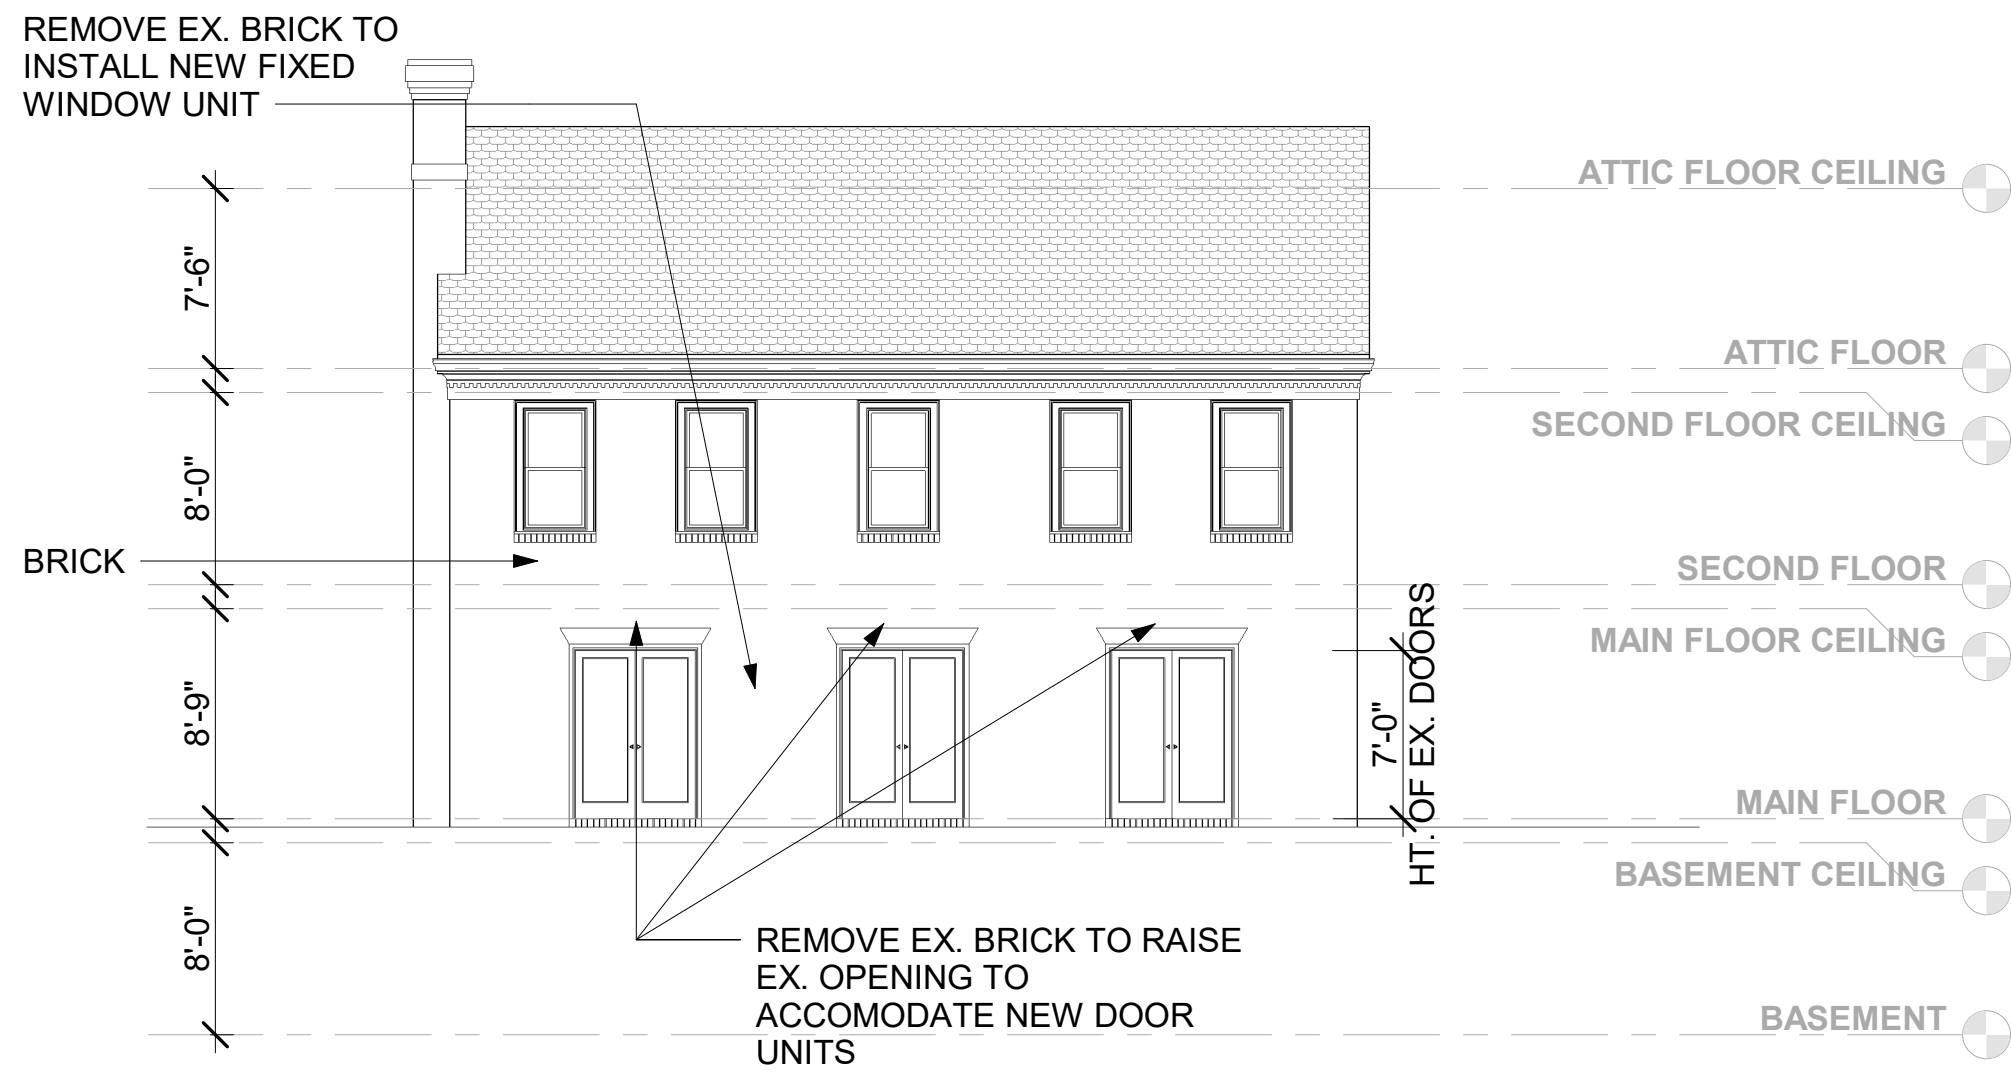 REMOVE EX. BRICK TO
INSTALL NEW FIXED
WINDOW UNIT
ATTIC FLOOR CEILING
7'-6"
ATTIC FLOOR
SECOND FLOOR CEILING
8'-0"
BRICK
SECOND FLOOR
MAIN FLOOR CEILING
8'-9"
7'-0"
HT. OF EX. DOORS
MAIN FLOOR
BASEMENT CEILING
8'-0"
REMOVE EX. BRICK TO RAISE
EX. OPENING TO
ACCOMODATE NEW DOOR
UNITS
BASEMENT